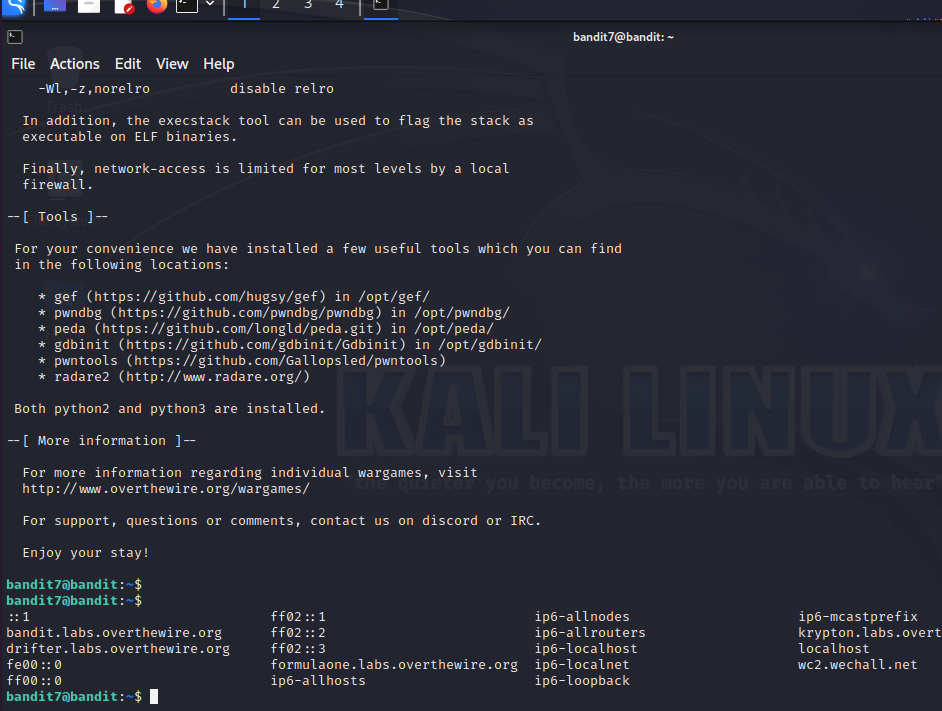 1 2 3 4
bandit7@bandit: ~
File Actions Edit View Help
-Wl,-z,norelro disable relro
Trash
In addition, the execstack tool can be used to flag the stack as
executable on ELF binaries.
Finally, network-access is limited for most levels by a local
firewall.
--[ Tools ]--
For your convenience we have installed a few useful tools which you can find
in the following locations:
* gef (https://github.com/hugsy/gef) in /opt/gef/
* pwndbg (https://github.com/pwndbg/pwndbg) in /opt/pwndbg/
* peda (https://github.com/longld/peda.git) in /opt/peda/
* gdbinit (https://github.com/gdbinit/Gdbinit) in /opt/gdbinit/
* pwntools (https://github.com/Gallopsled/pwntools)
* radare2 (http://www.radare.org/)
KALI LINUX
Both python2 and python3 are installed.
--[ More information ]--
For more information regarding individual wargames, visit
http://www.overthewire.org/wargames/
"the quieter you become, the more you are able to hear"
For support, questions or comments, contact us on discord or IRC.
Enjoy your stay!
bandit7@bandit:~$
bandit7@bandit:~$
::1 ff02::1 ip6-allnodes ip6-mcastprefix
bandit.labs.overthewire.org ff02::2 ip6-allrouters krypton.labs.overt
drifter.labs.overthewire.org ff02::3 ip6-localhost localhost
fe00::0 formulaone.labs.overthewire.org ip6-localnet wc2.wechall.net
ff00::0 ip6-allhosts ip6-loopback
bandit7@bandit:~$